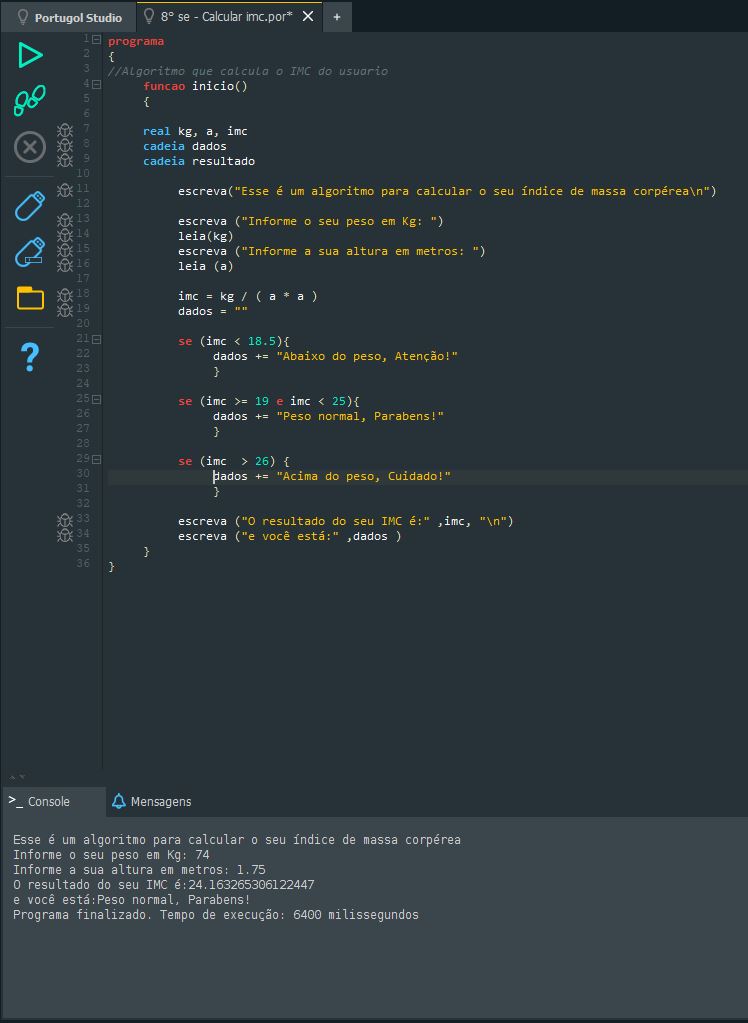 Portugol Studio 8° se - Calcular imc.por* X +
1 programa
2 {
3 //Algoritmo que calcula o IMC do usuario
4 funcao inicio()
5 {
6
7 real kg, a, imc
8 cadeia dados
9 cadeia resultado
10
11 escreva("Esse é um algoritmo para calcular o seu índice de massa corpérea\n")
12
13 escreva ("Informe o seu peso em Kg: ")
14 leia(kg)
15 escreva ("Informe a sua altura em metros: ")
16 leia (a)
17
18 imc = kg / ( a * a )
19 dados = ""
20
21 se (imc < 18.5){
22 dados += "Abaixo do peso, Atenção!"
23 }
24
25 se (imc >= 19 e imc < 25){
26 dados += "Peso normal, Parabens!"
27 }
28
29 se (imc  > 26) {
30 dados += "Acima do peso, Cuidado!"
31 }
32
33 escreva ("O resultado do seu IMC é:" ,imc, "\n")
34 escreva ("e você está:" ,dados )
35 }
36 }
>_ Console Mensagens
Esse é um algoritmo para calcular o seu índice de massa corpérea
Informe o seu peso em Kg: 74
Informe a sua altura em metros: 1.75
O resultado do seu IMC é:24.163265306122447
e você está:Peso normal, Parabens!
Programa finalizado. Tempo de execução: 6400 milissegundos